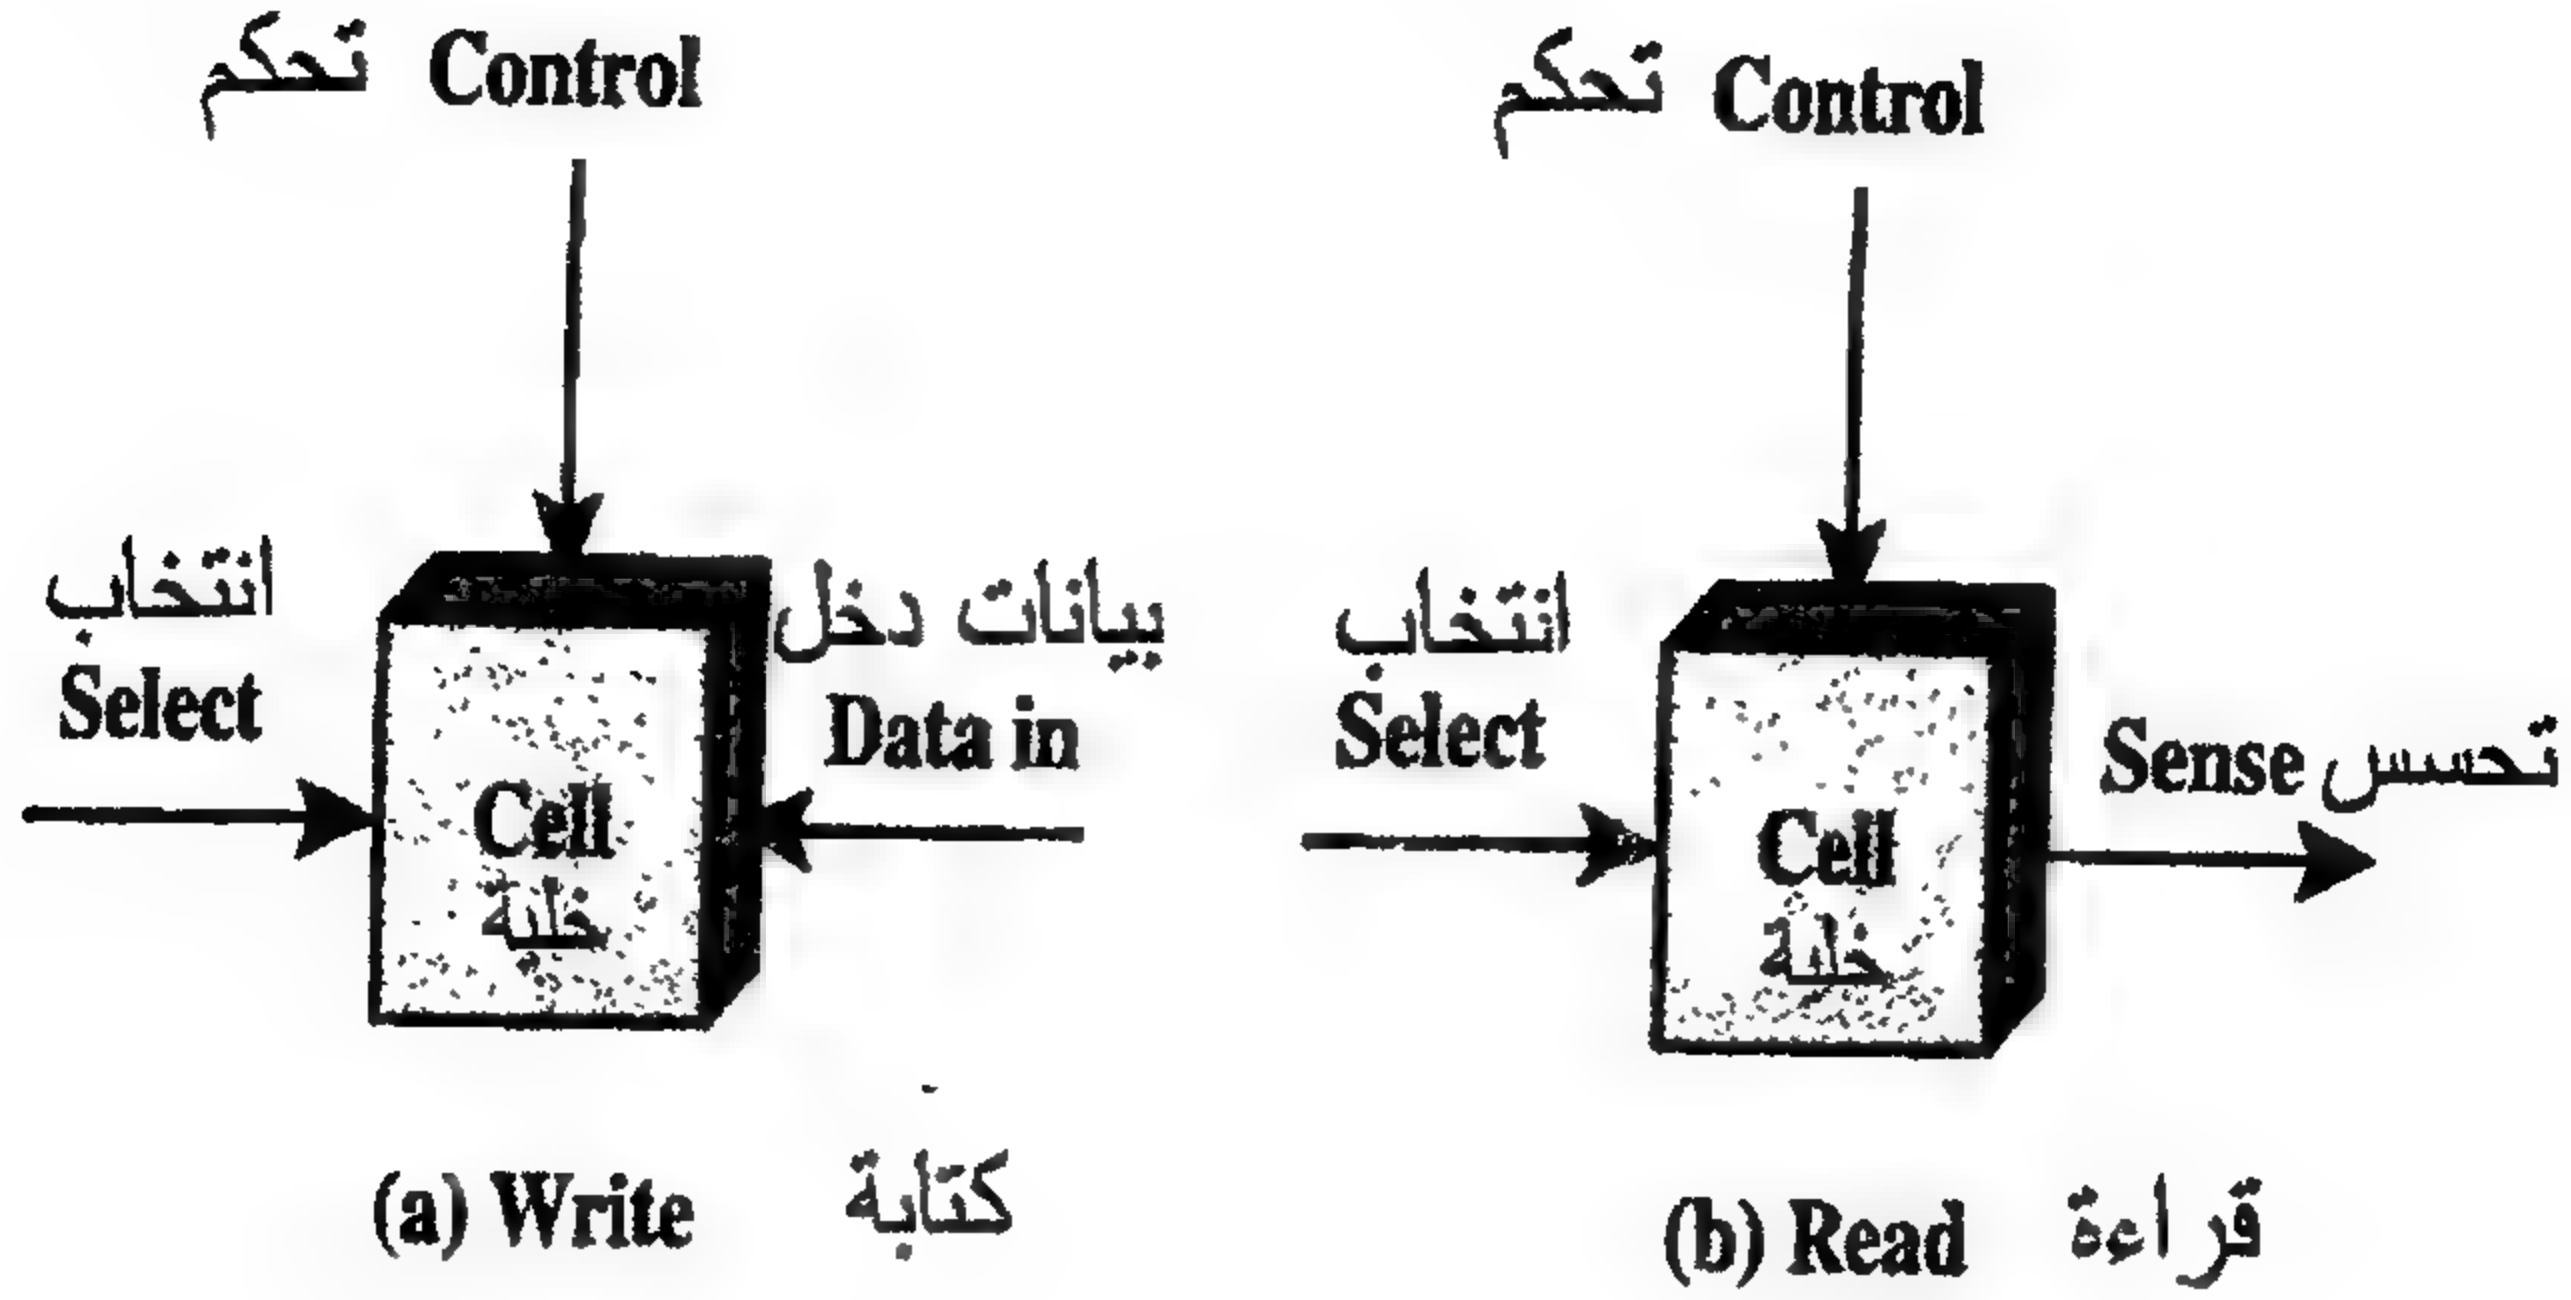 تحكم Control
انتخاب
Select
بيانات دخل
Data in
Cell
خلية
(a) Write كتابة
تحكم Control
انتخاب
Select
Sense تحسس
Cell
خلية
(b) Read قراءة